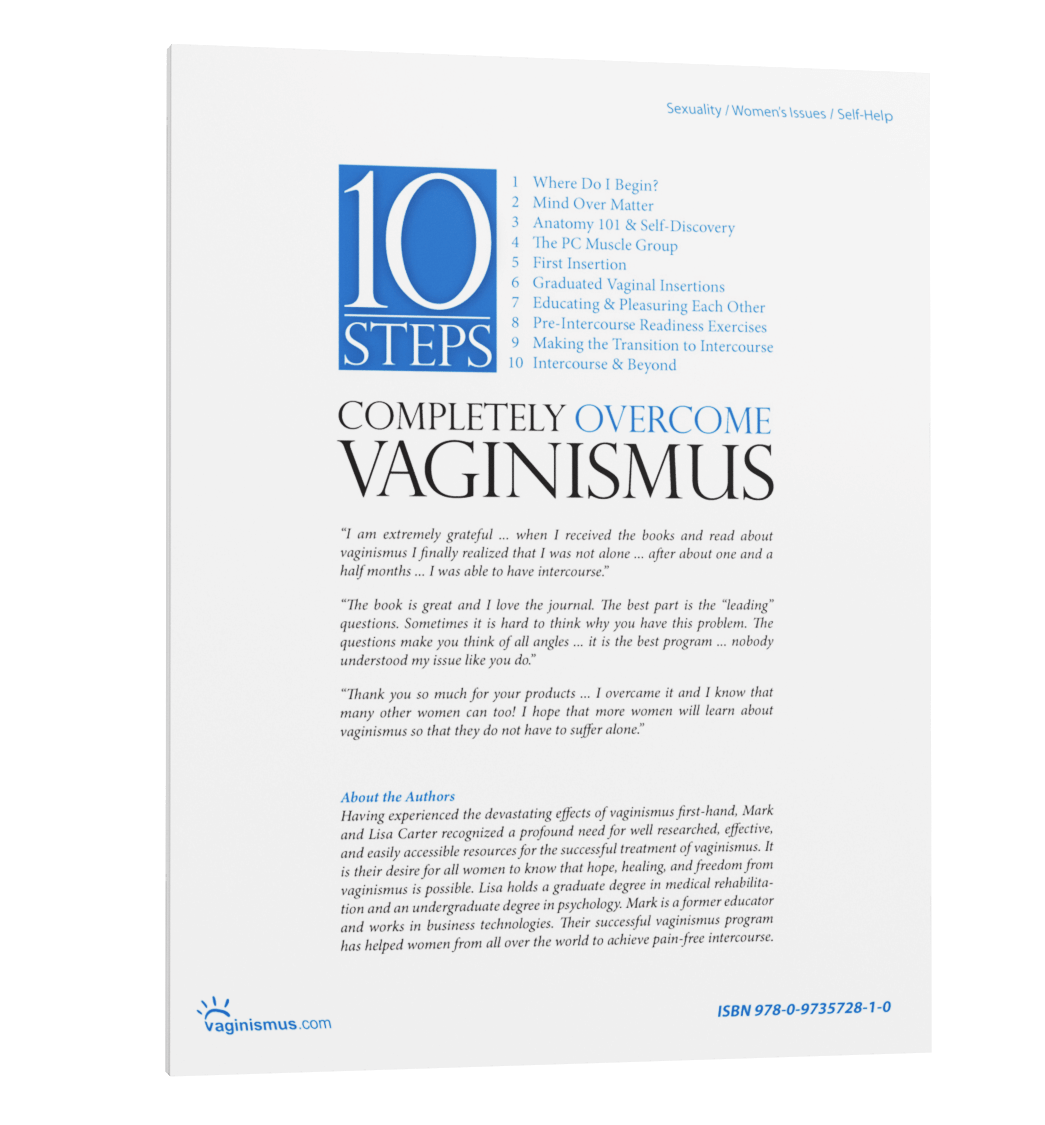 Sexuality / Women's Issues / Self-Help
10
STEPS
1 Where Do I Begin?
2 Mind Over Matter
3 Anatomy 101 & Self-Discovery
4 The PC Muscle Group
5 First Insertion
6 Graduated Vaginal Insertions
7 Educating & Pleasuring Each Other
8 Pre-Intercourse Readiness Exercises
9 Making the Transition to Intercourse
10 Intercourse & Beyond
COMPLETELY OVERCOME
VAGINISMUS
“I am extremely grateful ... when I received the books and read about
vaginismus I finally realized that I was not alone ... after about one and a
half months ... I was able to have intercourse.”
“The book is great and I love the journal. The best part is the “leading”
questions. Sometimes it is hard to think why you have this problem. The
questions make you think of all angles ... it is the best program ... nobody
understood my issue like you do.”
“Thank you so much for your products ... I overcame it and I know that
many other women can too! I hope that more women will learn about
vaginismus so that they do not have to suffer alone.”
About the Authors
Having experienced the devastating effects of vaginismus first-hand, Mark
and Lisa Carter recognized a profound need for well researched, effective,
and easily accessible resources for the successful treatment of vaginismus. It
is their desire for all women to know that hope, healing, and freedom from
vaginismus is possible. Lisa holds a graduate degree in medical rehabilita-
tion and an undergraduate degree in psychology. Mark is a former educator
and works in business technologies. Their successful vaginismus program
has helped women from all over the world to achieve pain-free intercourse.
vaginismus.com
ISBN 978-0-9735728-1-0